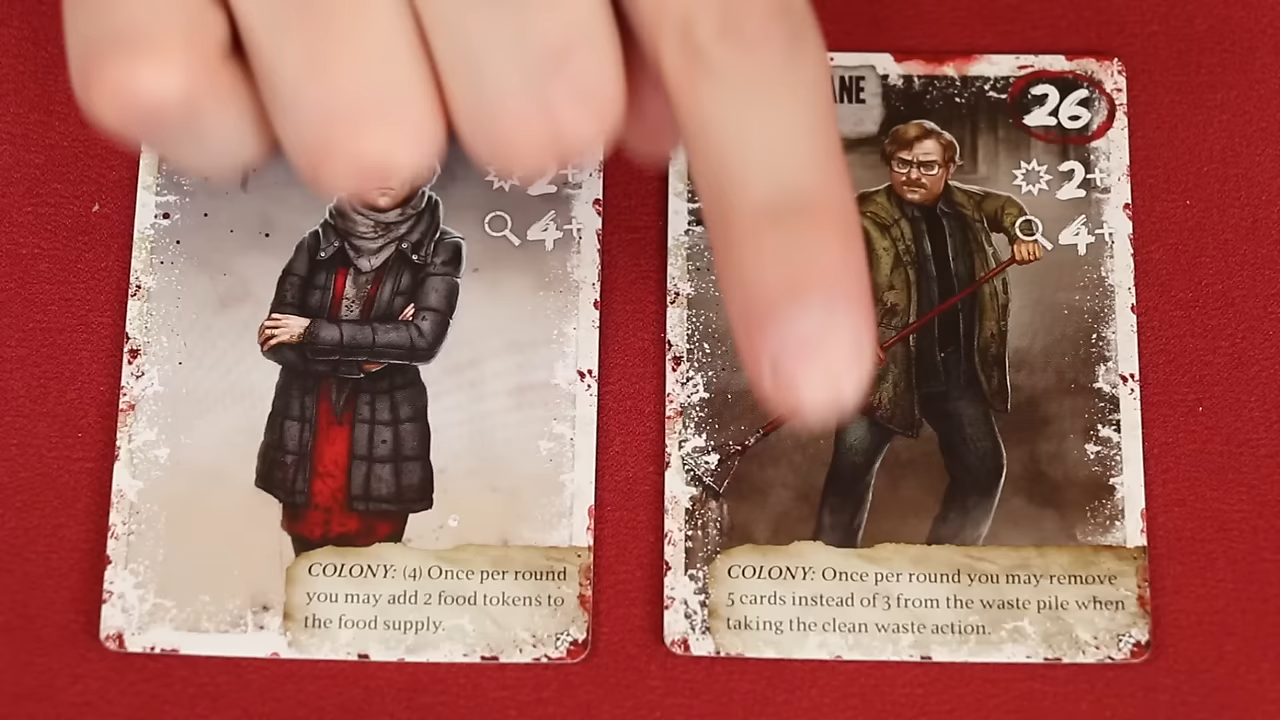 2+
4+
COLONY: (4) Once per round
you may add 2 food tokens to
the food supply.
ANE
26
2+
4+
COLONY: Once per round you may remove
5 cards instead of 3 from the waste pile when
taking the clean waste action.